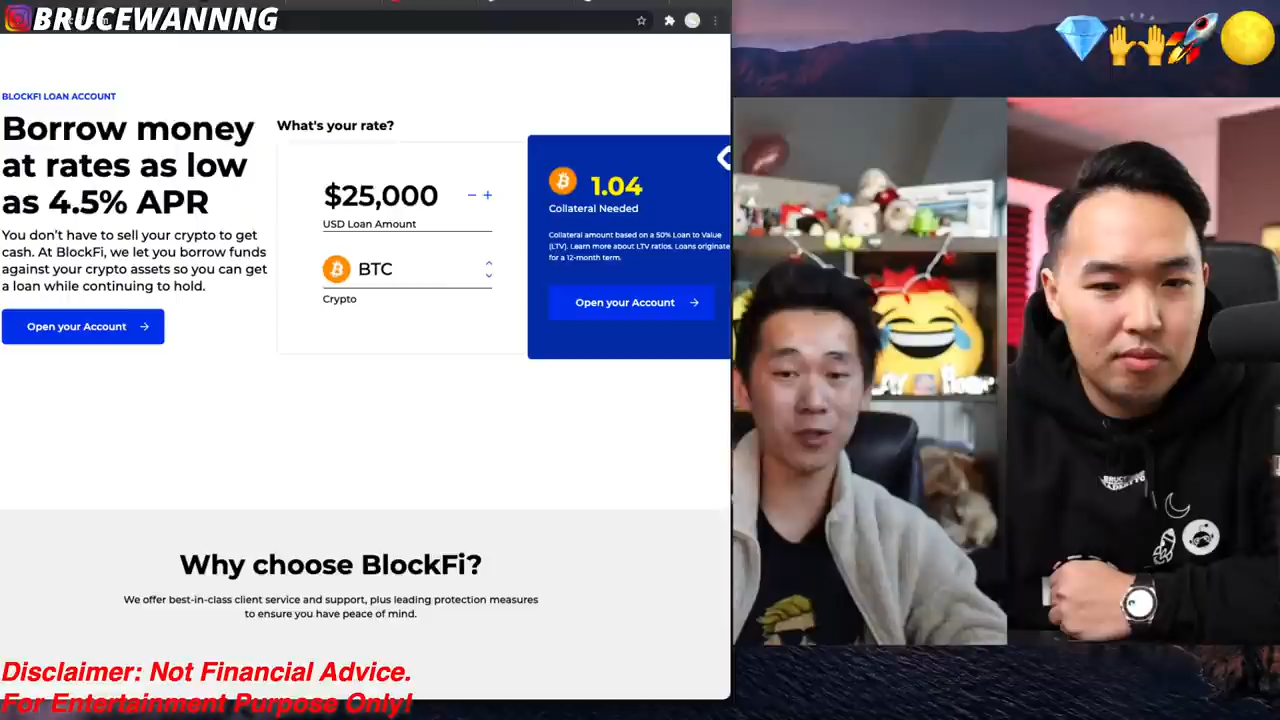 BRUCEWANNNG
BLOCKFI LOAN ACCOUNT
Borrow money
at rates as low
as 4.5% APR
You don't have to sell your crypto to get
cash. At BlockFi, we let you borrow funds
against your crypto assets so you can get
a loan while continuing to hold.
Open your Account
What's your rate?
$25,000
USD Loan Amount
BTC
Crypto
1.04
Collateral Needed
Collateral amount based on a 50% Loan to Value
(LTV). Learn more about LTV ratios. Loans originate
for a 12-month term.
Open your Account
Why choose BlockFi?
We offer best-in-class client service and support, plus leading protection measures
to ensure you have peace of mind.
Disclaimer: Not Financial Advice.
For Entertainment Purpose Only!